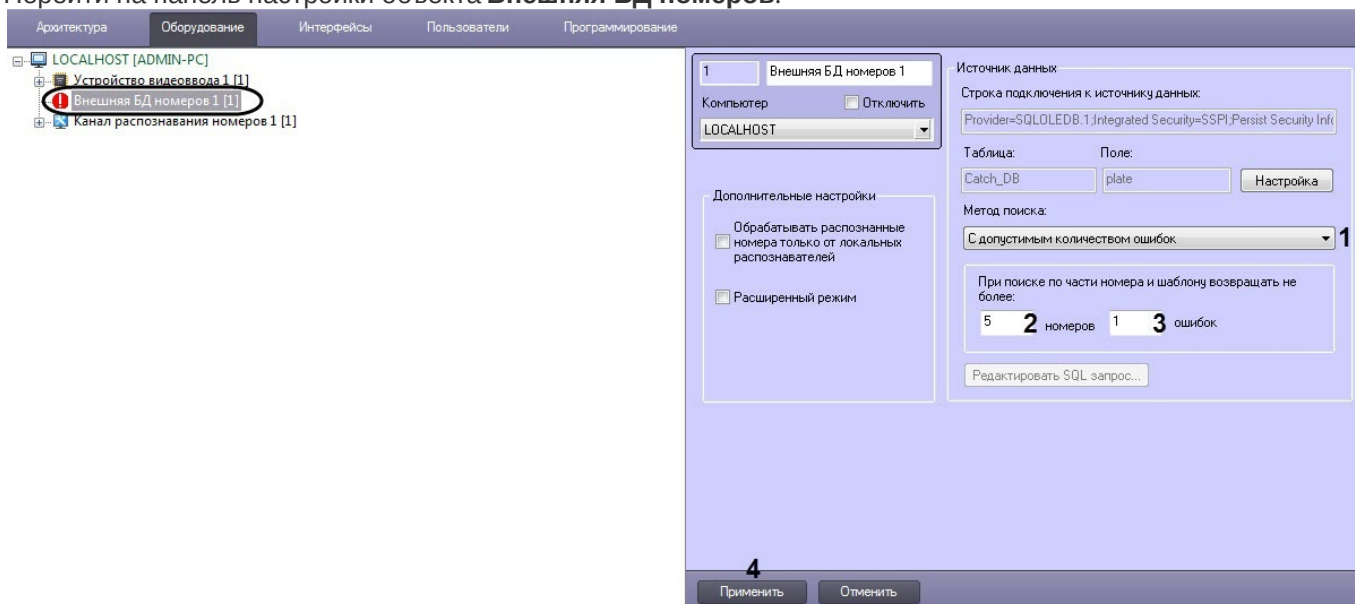 Перейти на панель настройки объекта Внешняя БД номеров.
Архитектура Оборудование Интерфейсы Пользователи Программирование
LOCALHOST [ADMIN-PC]
Устройство видеоввода 1 [1]
Внешняя БД номеров 1 [1]
Канал распознавания номеров 1 [1]
1 Внешняя БД номеров 1
Компьютер Отключить
LOCALHOST
Дополнительные настройки
Обрабатывать распознанные
номера только от локальных
распознавателей
Расширенный режим
Источник данных
Строка подключения к источнику данных:
Provider=SQLOLEDB.1;Integrated Security=SSPI;Persist Security Info
Таблица: Поле:
Catch_DB plate Настройка
Метод поиска:
С допустимым количеством ошибок 1
При поиске по части номера и шаблону возвращать не
более:
5 2 номеров 1 3 ошибок
Редактировать SQL запрос...
4
Применить Отменить